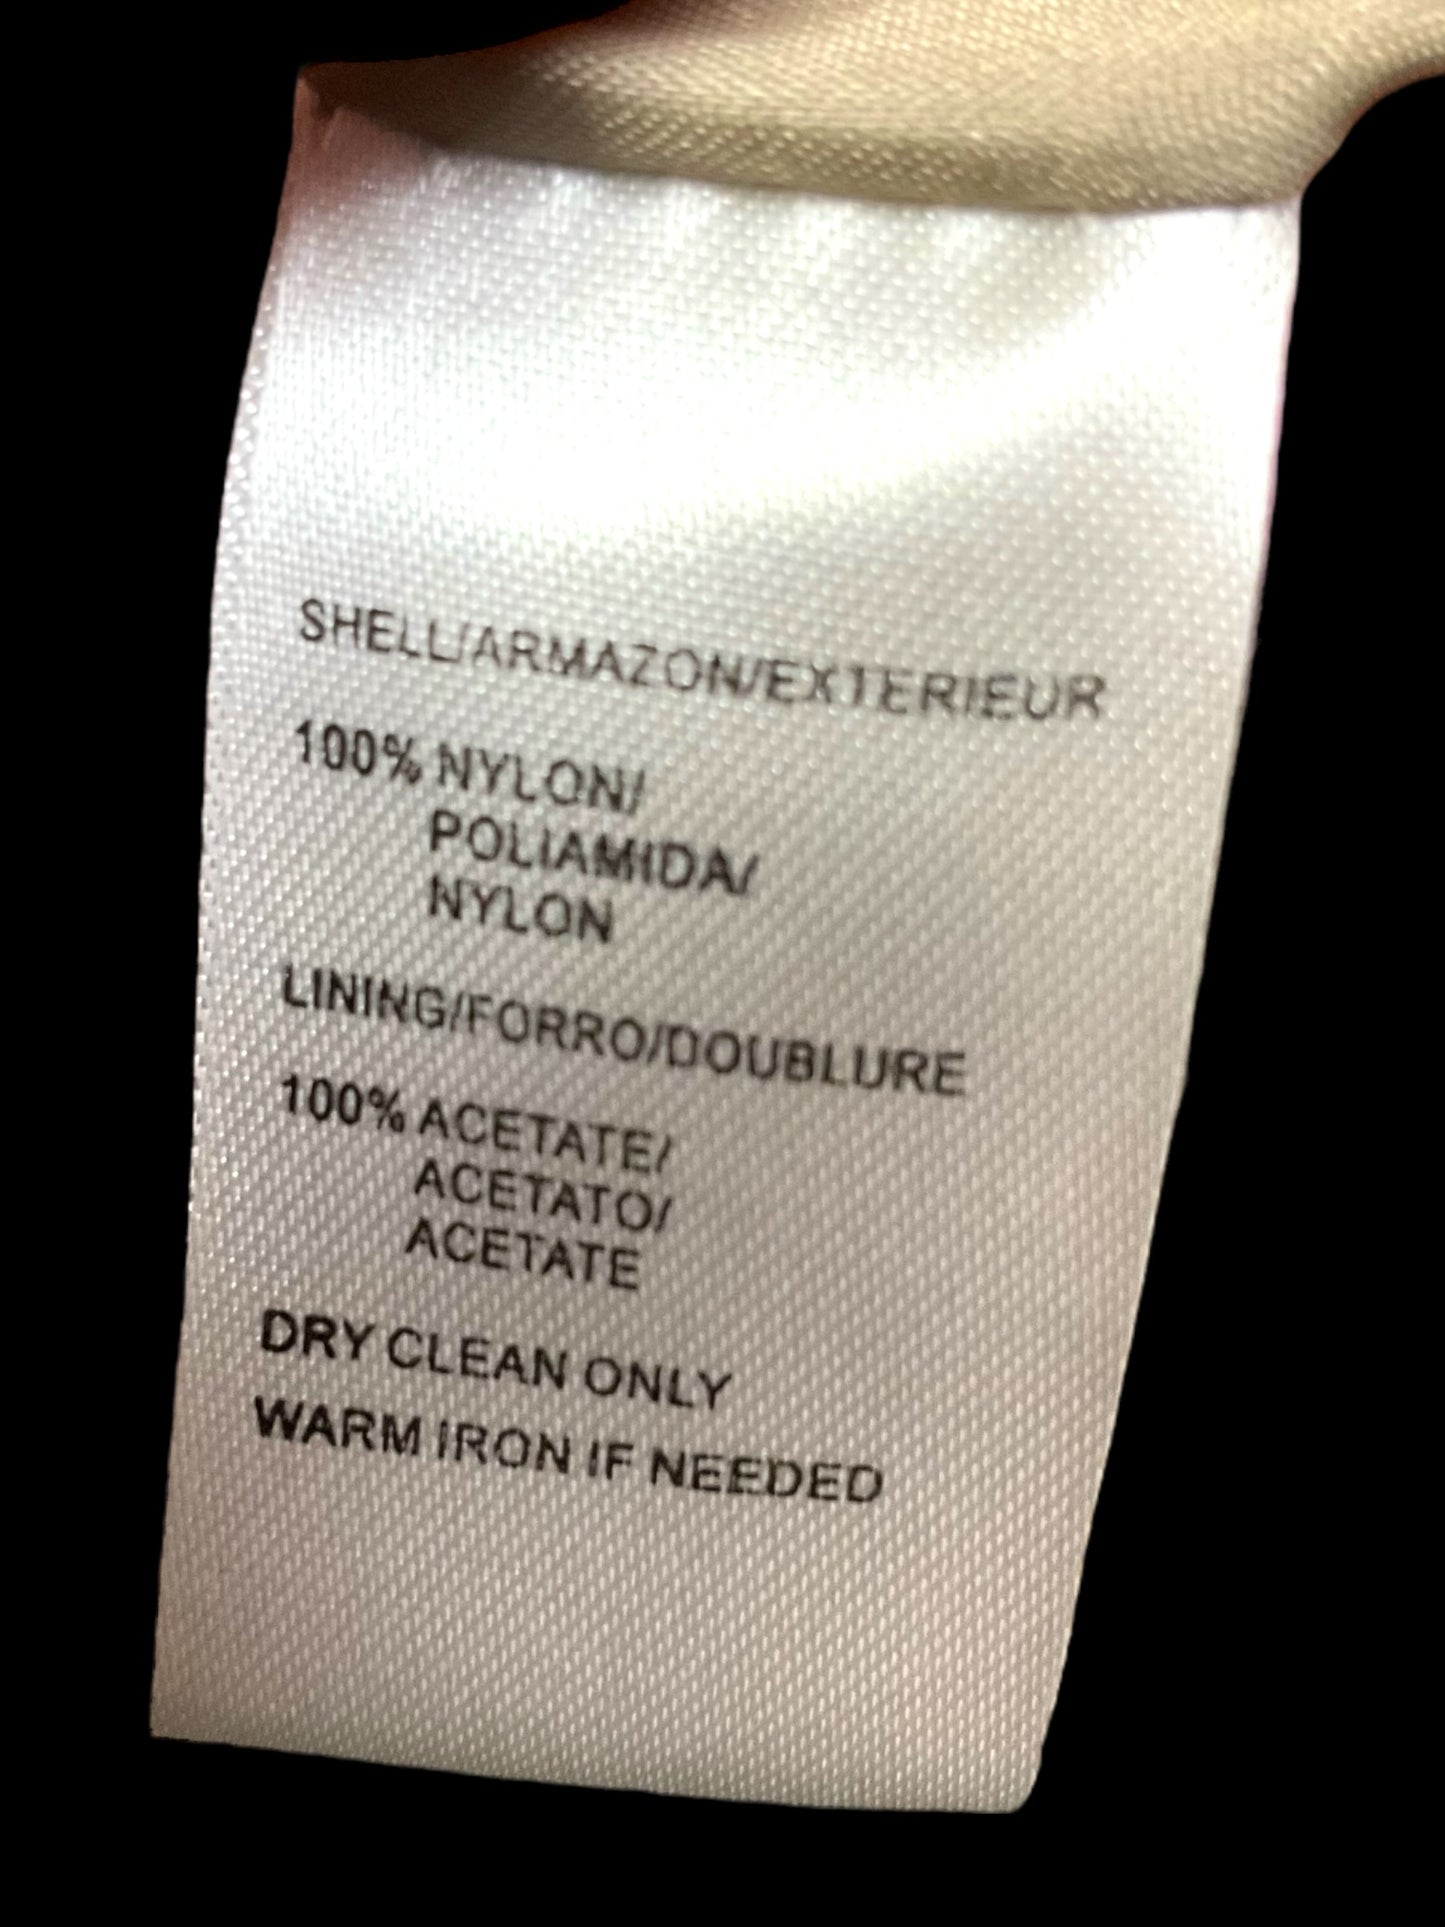 SHELL/ARMAZON/EXTERIEUR
100% NYLON/
POLIAMIDA/
NYLON
LINING/FORRO/DOUBLURE
100% ACETATE/
ACETATO/
ACETATE
DRY CLEAN ONLY
WARM IRON IF NEEDED